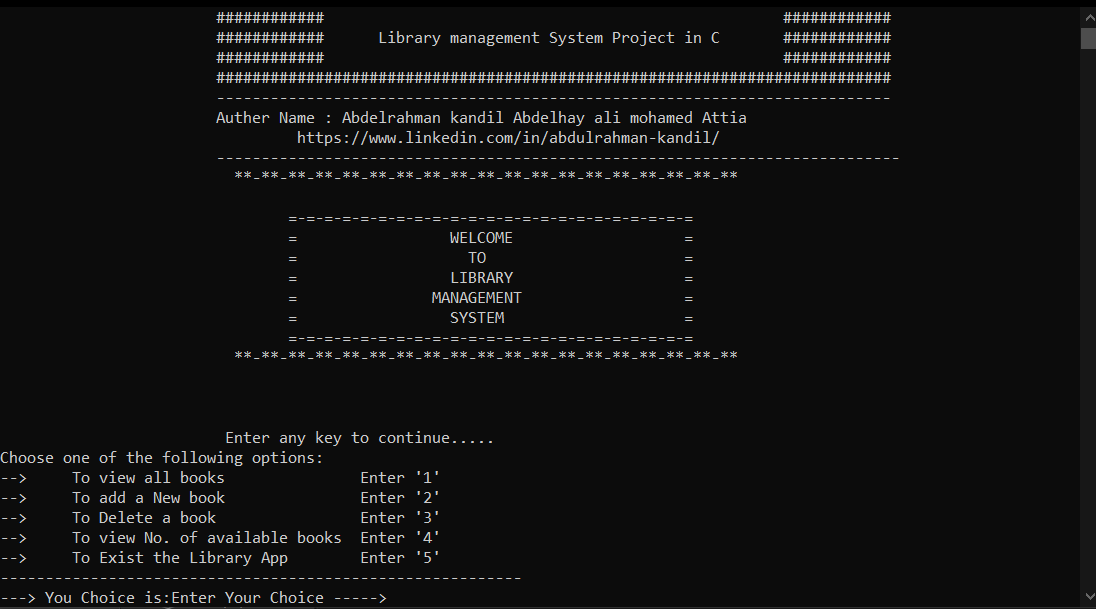 ############ ############
############ Library management System Project in C ############
############ ############
###########################################################################
---------------------------------------------------------------------------
Auther Name : Abdelrahman kandil Abdelhay ali mohamed Attia
https://www.linkedin.com/in/abdulrahman-kandil/
----------------------------------------------------------------------------
**-**-**-**-**-**-**-**-**-**-**-**-**-**-**-**-**-**-**
=-=-=-=-=-=-=-=-=-=-=-=-=-=-=-=-=-=-=-=-=-=-=
= WELCOME =
= TO =
= LIBRARY =
= MANAGEMENT =
= SYSTEM =
=-=-=-=-=-=-=-=-=-=-=-=-=-=-=-=-=-=-=-=-=-=-=
**-**-**-**-**-**-**-**-**-**-**-**-**-**-**-**-**-**-**
Enter any key to continue.....
Choose one of the following options:
--> To view all books Enter '1'
--> To add a New book Enter '2'
--> To Delete a book Enter '3'
--> To view No. of available books Enter '4'
--> To Exist the Library App Enter '5'
----------------------------------------------------------
---> You Choice is:Enter Your Choice ----->